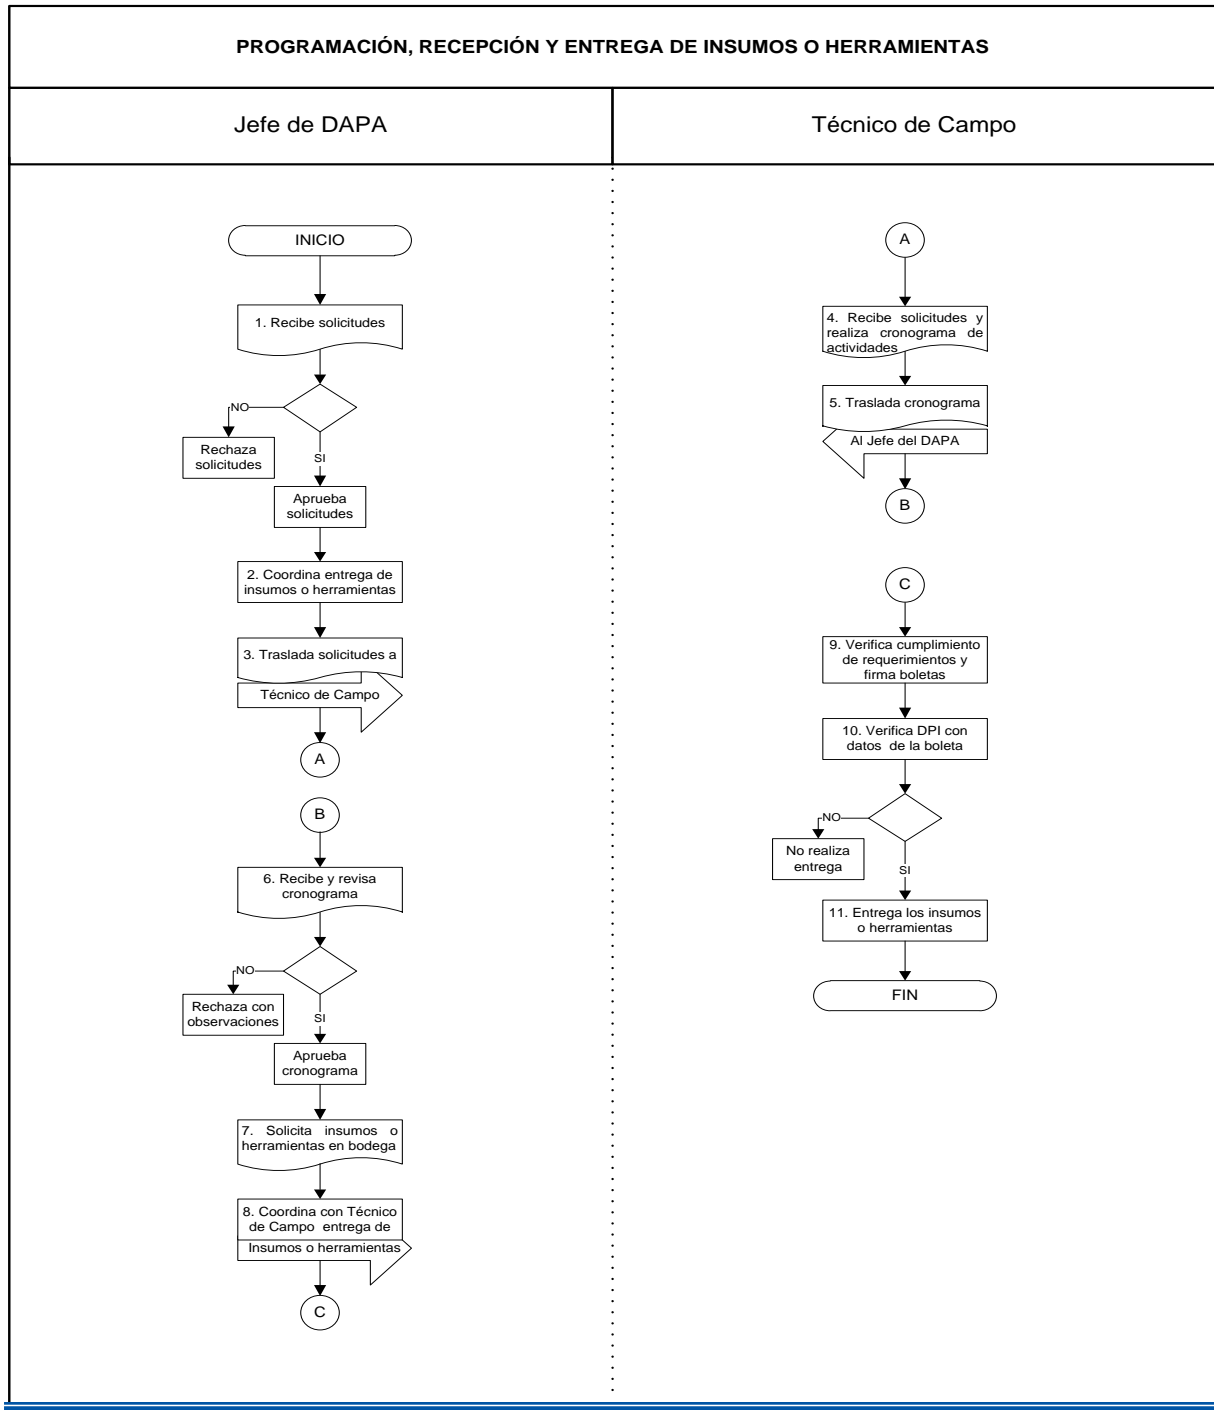 PROGRAMACIÓN, RECEPCIÓN Y ENTREGA DE INSUMOS O HERRAMIENTAS
Jefe de DAPA
Técnico de Campo
INICIO
1. Recibe solicitudes
NO
Rechaza
solicitudes
SI
Aprueba
solicitudes
2. Coordina entrega de
insumos o herramientas
3. Traslada solicitudes a
Técnico de Campo
A
B
6. Recibe y revisa
cronograma
NO
Rechaza con
observaciones
SI
Aprueba
cronograma
7. Solicita insumos o
herramientas en bodega
8. Coordina con Técnico
de Campo entrega de
Insumos o herramientas
C
A
4. Recibe solicitudes y
realiza cronograma de
actividades
5. Traslada cronograma
Al Jefe del DAPA
B
C
9. Verifica cumplimiento
de requerimientos y
firma boletas
10. Verifica DPI con
datos de la boleta
NO
No realiza
entrega
SI
11. Entrega los insumos
o herramientas
FIN